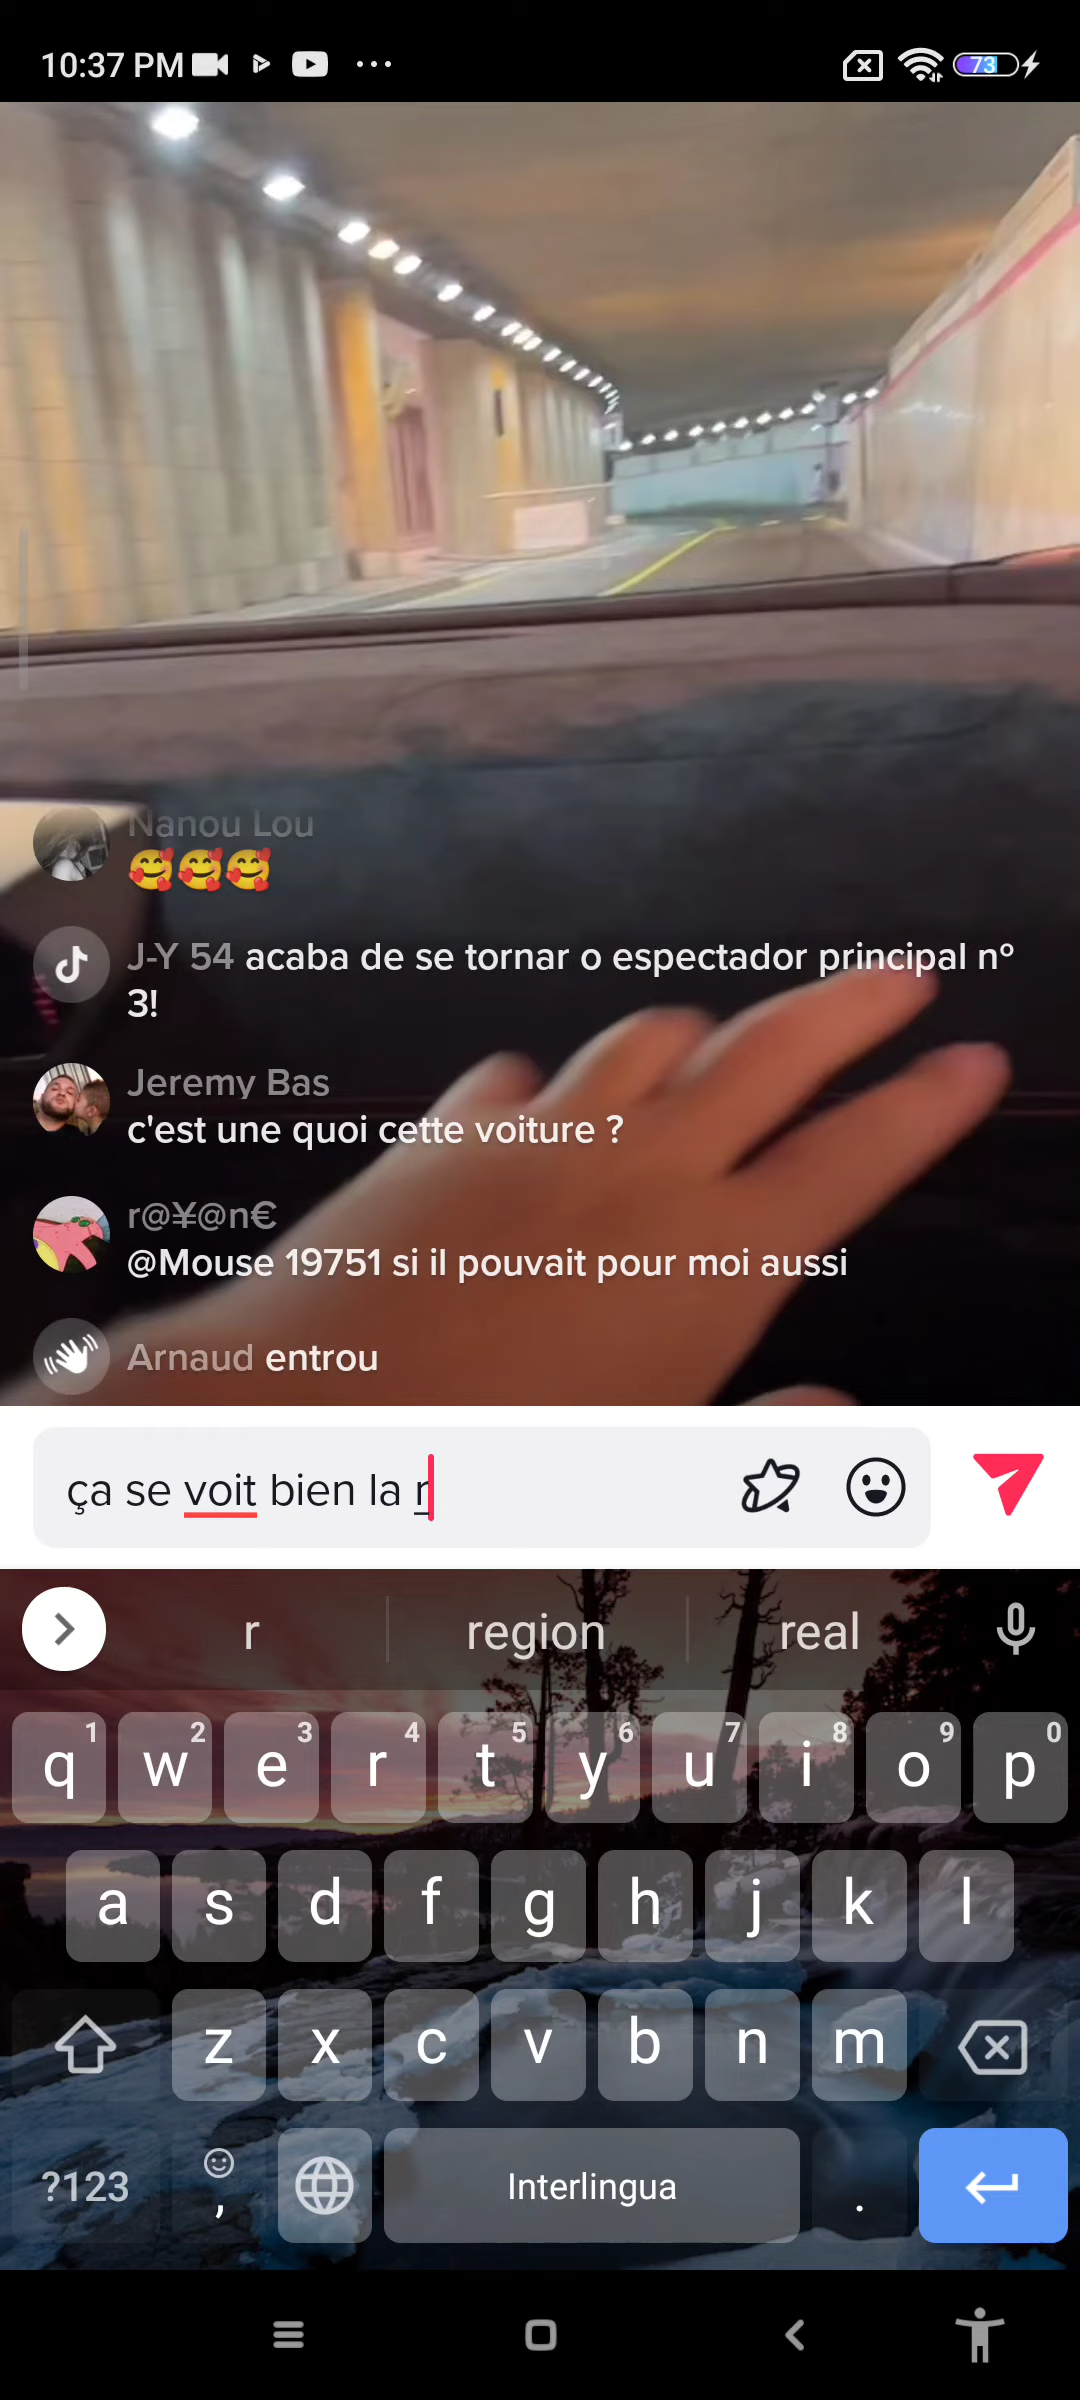 10:37 PM
73
Nanou Lou
🥰🥰🥰
J-Y 54 acaba de se tornar o espectador principal nº
3!
Jeremy Bas
c'est une quoi cette voiture ?
r@¥@n€
@Mouse 19751 si il pouvait pour moi aussi
Arnaud entrou
ça se voit bien la r
r region real
1 2 3 4 5 6 7 8 9 0
q w e r t y u i o p
a s d f g h j k l
z x c v b n m
?123 , Interlingua .